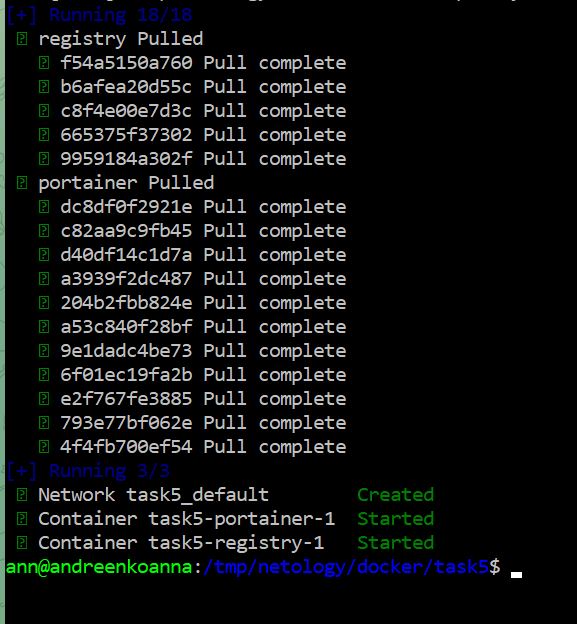 [+] Running 18/18
registry Pulled
f54a5150a760 Pull complete
b6afea20d55c Pull complete
c8f4e00e7d3c Pull complete
665375f37302 Pull complete
9959184a302f Pull complete
portainer Pulled
dc8df0f2921e Pull complete
c82aa9c9fb45 Pull complete
d40df14c1d7a Pull complete
a3939f2dc487 Pull complete
204b2fbb824e Pull complete
a53c840f28bf Pull complete
9e1dadc4be73 Pull complete
6f01ec19fa2b Pull complete
e2f767fe3885 Pull complete
793e77bf062e Pull complete
4f4fb700ef54 Pull complete
[+] Running 3/3
Network task5_default Created
Container task5-portainer-1 Started
Container task5-registry-1 Started
ann@andreenkoanna:/tmp/netology/docker/task5$